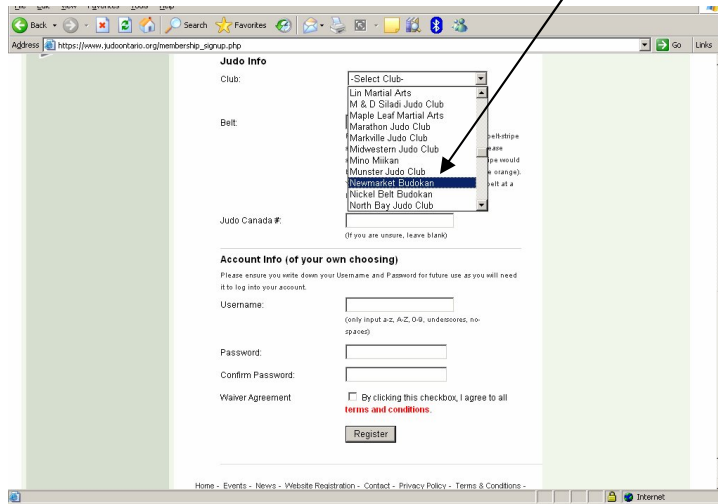 Back
Search Favorites
Address https://www.judoontario.org/membership_signup.php Go Links
Judo Info
Club: -Select Club-
Lin Martial Arts
M & D Siladi Judo Club
Maple Leaf Martial Arts
Marathon Judo Club
Belt:
Markville Judo Club
belt-stripe
Midwestern Judo Club
Mino Miikan
would
Munster Judo Club
orange).
Newmarket Budokan
belt at a
Nickel Belt Budokan
North Bay Judo Club
Judo Canada #:
(If you are unsure, leave blank)
Account Info (of your own choosing)
Please ensure you write down your Username and Password for future use as you will need
it to log into your account.
Username:
(only input a-z, A-Z, 0-9, underscores, no-
spaces)
Password:
Confirm Password:
Waiver Agreement By clicking this checkbox, I agree to all
terms and conditions.
Register
Home - Events - News - Website Registration - Contact - Privacy Policy - Terms & Conditions -
Internet